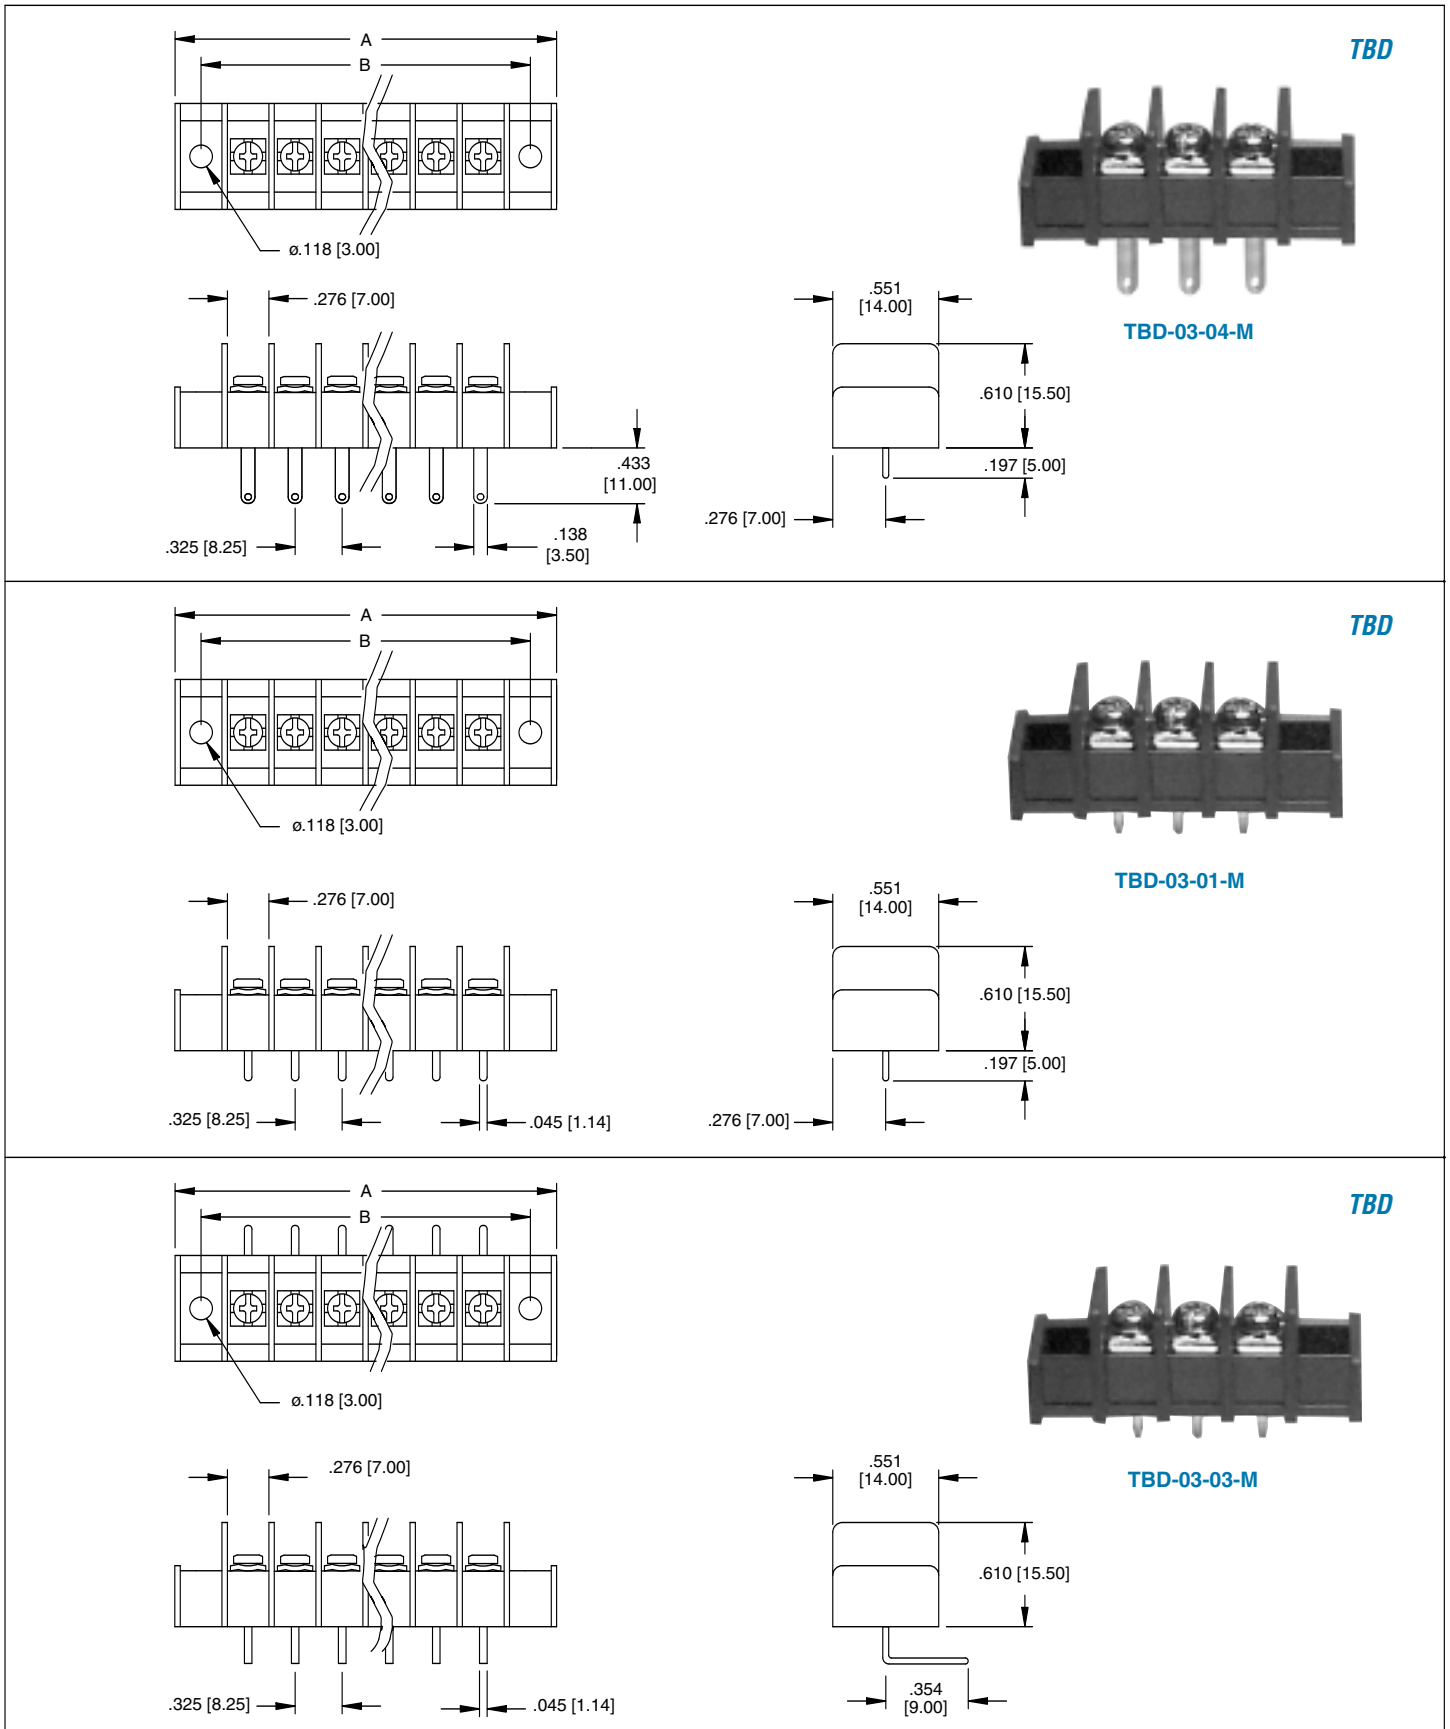 A
B
TBD
ø.118 [3.00]
TBD-03-04-M
.276 [7.00]
.551
[14.00]
.610 [15.50]
.433
[11.00]
.197 [5.00]
.276 [7.00]
.325 [8.25]
.138
[3.50]
A
B
TBD
ø.118 [3.00]
TBD-03-01-M
.276 [7.00]
.551
[14.00]
.610 [15.50]
.197 [5.00]
.325 [8.25]
.045 [1.14]
.276 [7.00]
A
B
TBD
ø.118 [3.00]
TBD-03-03-M
.276 [7.00]
.551
[14.00]
.610 [15.50]
.325 [8.25]
.045 [1.14]
.354
[9.00]